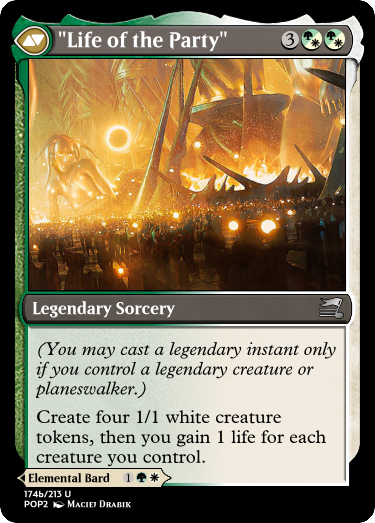 "Life of the Party" 3
Legendary Sorcery
(You may cast a legendary instant only
if you control a legendary creature or
planeswalker.)
Create four 1/1 white creature
tokens, then you gain 1 life for each
creature you control.
Elemental Bard 1
174b/213 U
POP2 Maciej Drabik